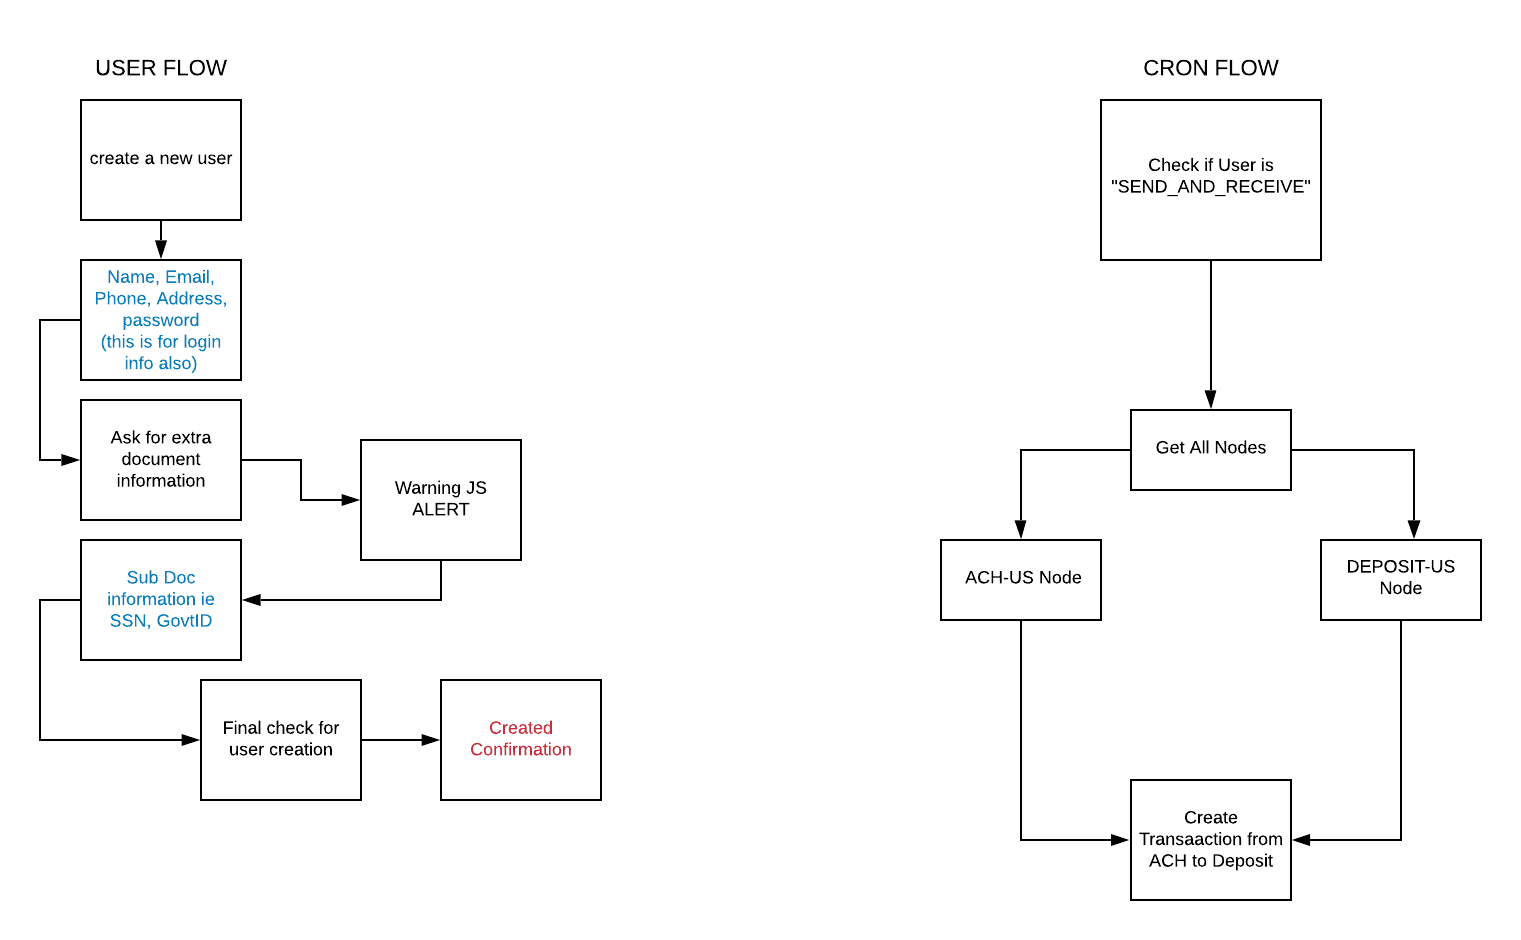 USER FLOW
create a new user
Name, Email,
Phone, Address,
password
(this is for login
info also)
Ask for extra
document
information
Warning JS
ALERT
Sub Doc
information ie
SSN, GovtID
Final check for
user creation
Created
Confirmation
CRON FLOW
Check if User is
"SEND_AND_RECEIVE"
Get All Nodes
ACH-US Node
DEPOSIT-US
Node
Create
Transaaction from
ACH to Deposit